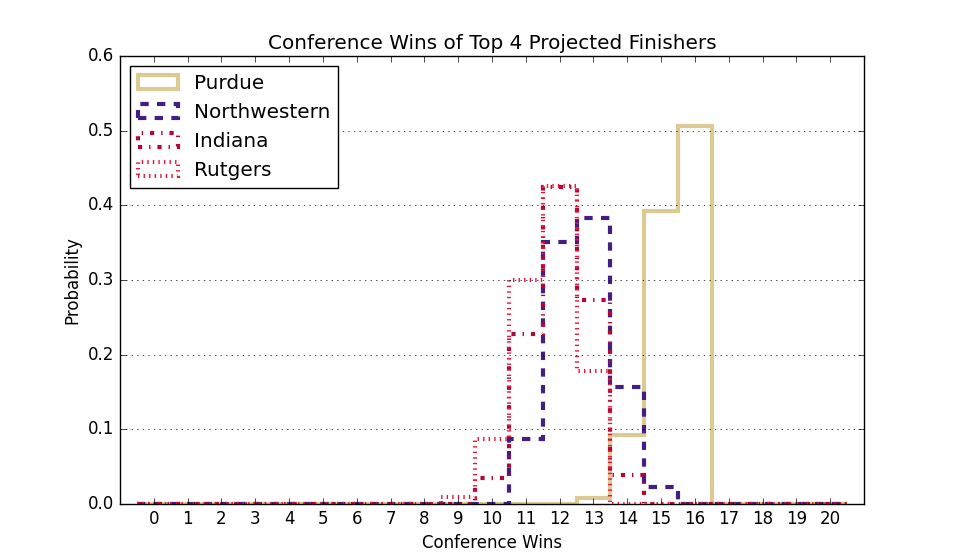 Conference Wins of Top 4 Projected Finishers
0.6
Purdue
Northwestern
Indiana
Rutgers
0.5
0.4
0.3
0.2
0.1
0.0
Probability
0 1 2 3 4 5 6 7 8 9 10 11 12 13 14 15 16 17 18 19 20
Conference Wins